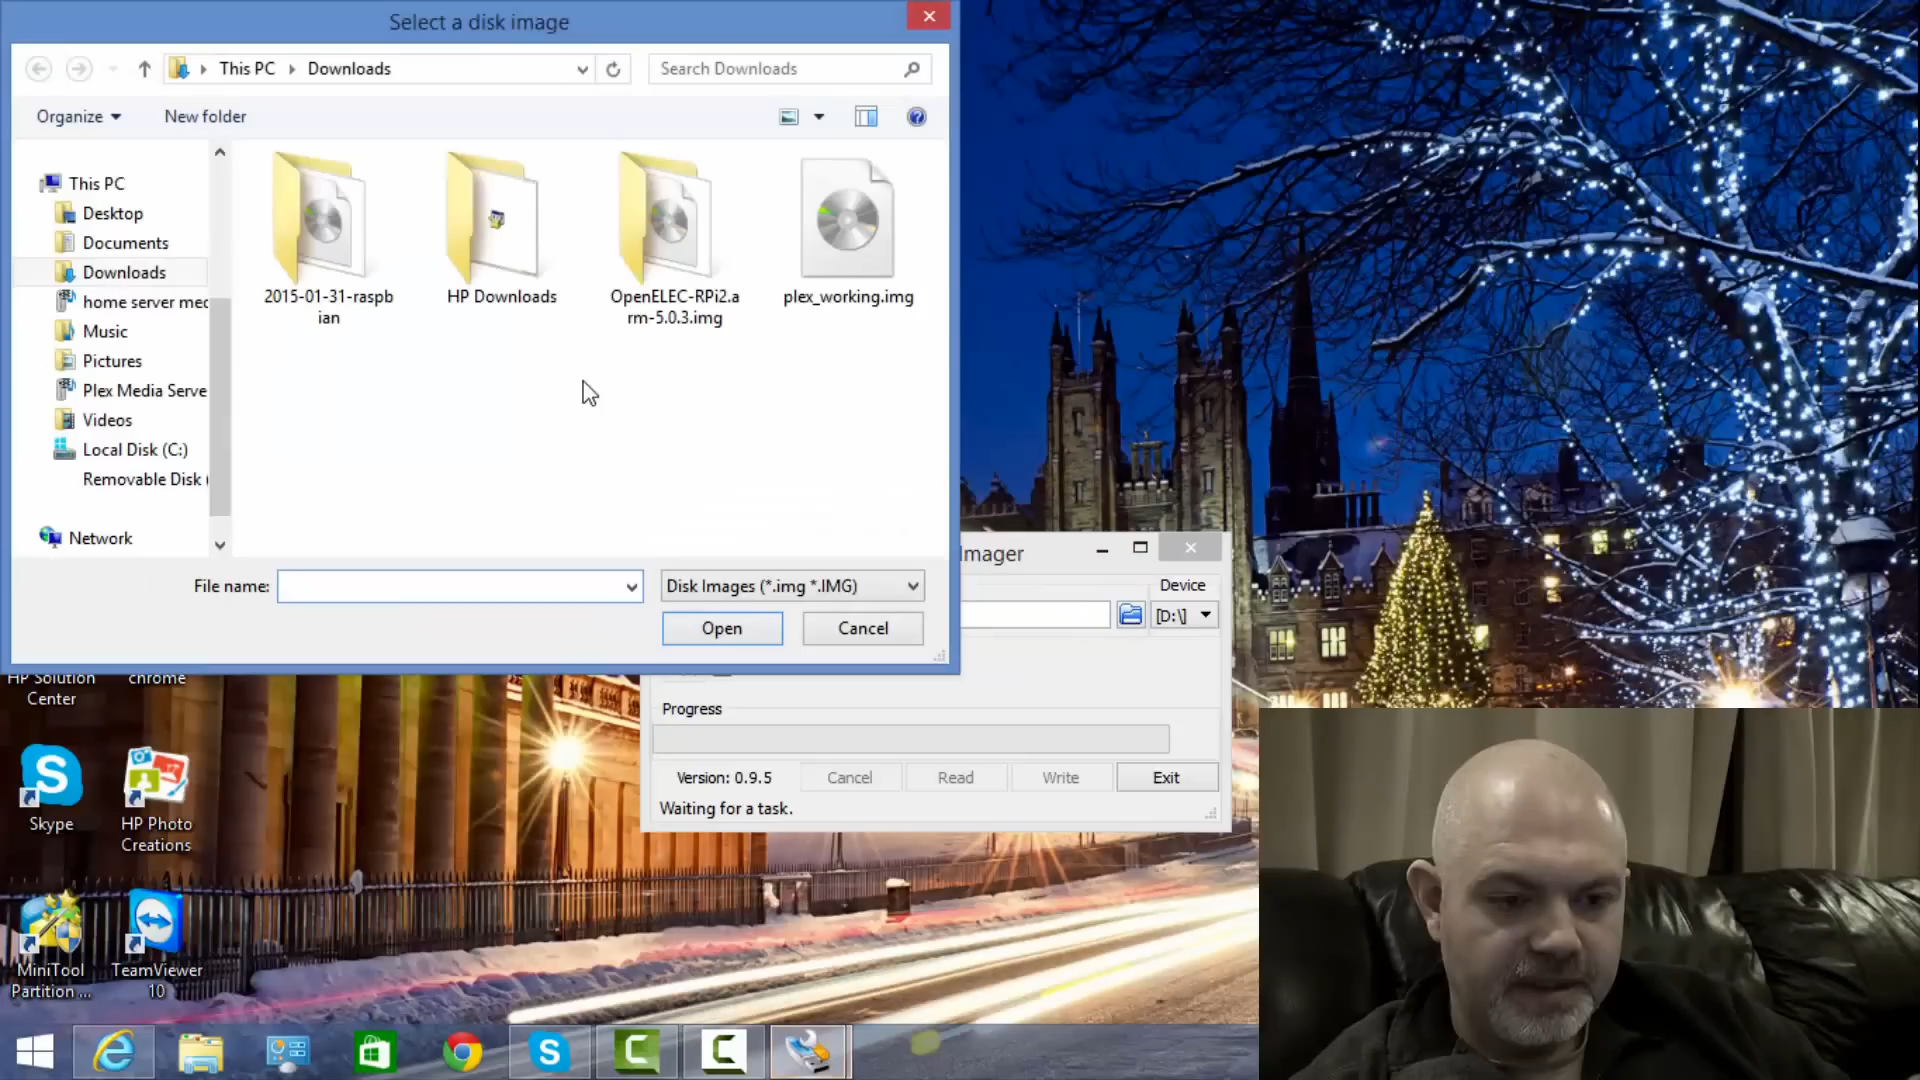 Select a disk image
This PC
Downloads
Search Downloads
Organize
New folder
This PC
Desktop
Documents
Downloads
home server med
Music
Pictures
Plex Media Serve
Videos
Local Disk (C:)
Removable Disk (
Network
2015-01-31-raspb
ian
HP Downloads
OpenELEC-RPi2.a
rm-5.0.3.img
plex_working.img
File name:
Disk Images (*.img *.IMG)
Open
Cancel
Imager
Device
[D:\]
Progress
Version: 0.9.5
Cancel
Read
Write
Exit
Waiting for a task.
HP Solution
Center
chrome
Skype
HP Photo
Creations
MiniTool
Partition ...
TeamViewer
10